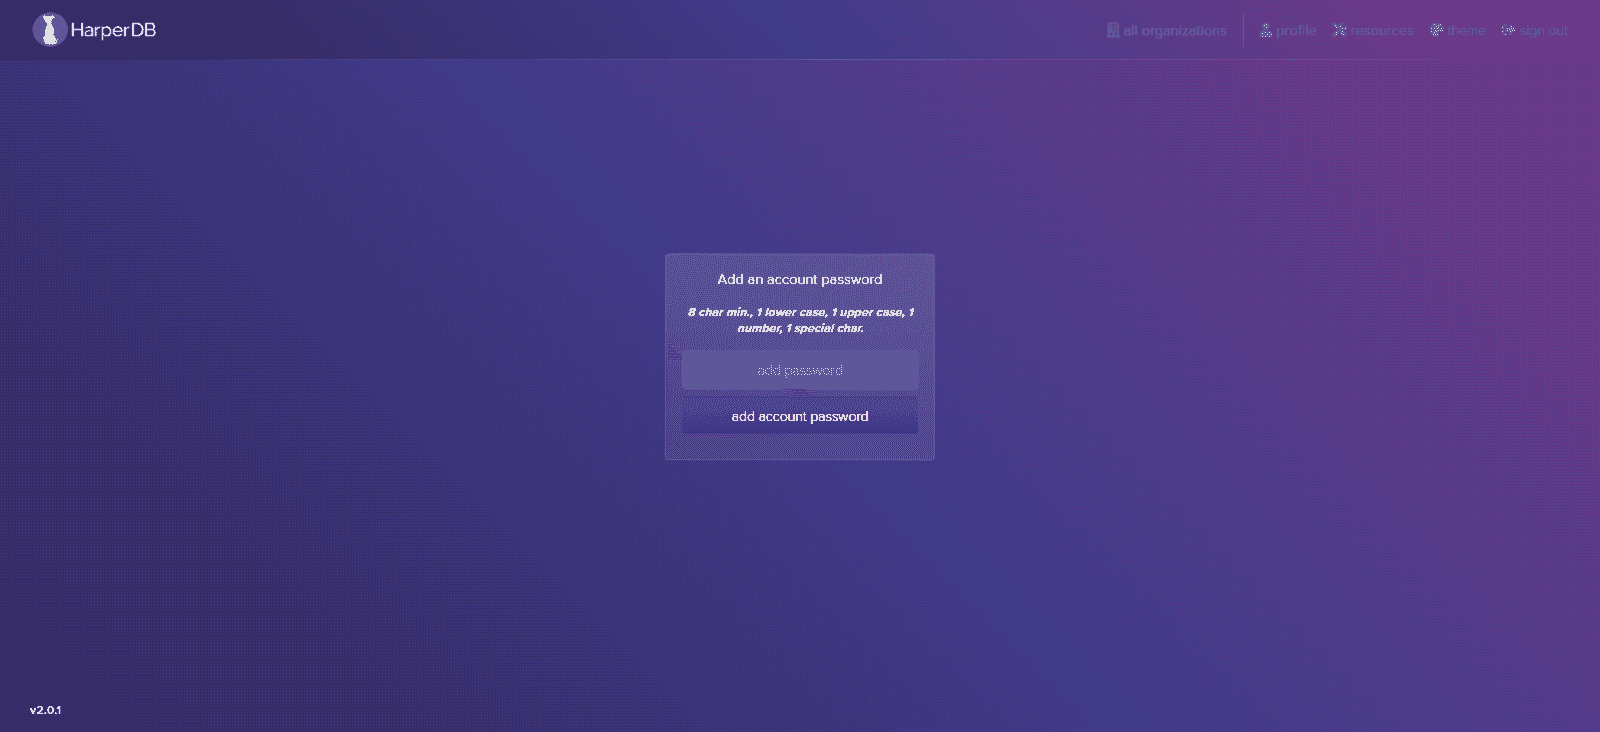 HarperDB
all organizations
profile
resources
theme
sign out
Add an account password
8 char min., 1 lower case, 1 upper case, 1
number, 1 special char.
add password
add account password
v2.0.1